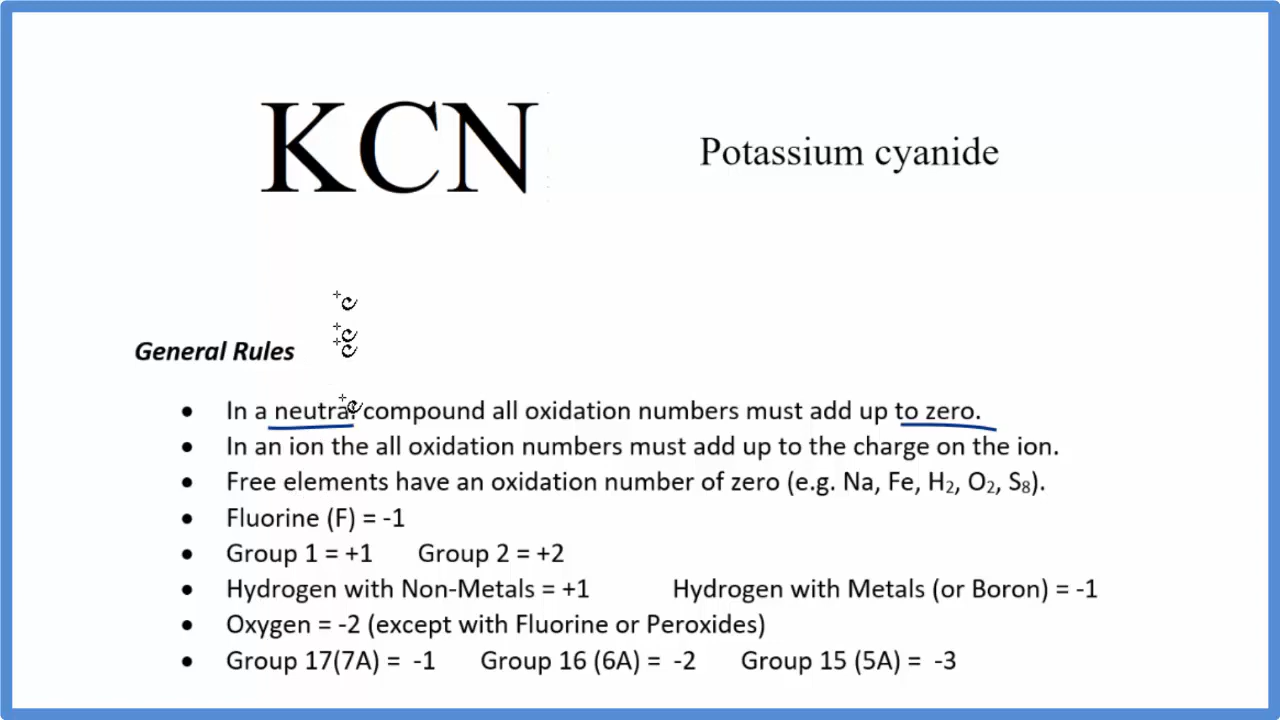 KCN
Potassium cyanide
General Rules
• In a neutral compound all oxidation numbers must add up to zero.
• In an ion the all oxidation numbers must add up to the charge on the ion.
• Free elements have an oxidation number of zero (e.g. Na, Fe, H₂, O₂, S₈).
• Fluorine (F) = -1
• Group 1 = +1 Group 2 = +2
• Hydrogen with Non-Metals = +1 Hydrogen with Metals (or Boron) = -1
• Oxygen = -2 (except with Fluorine or Peroxides)
• Group 17(7A) = -1 Group 16 (6A) = -2 Group 15 (5A) = -3